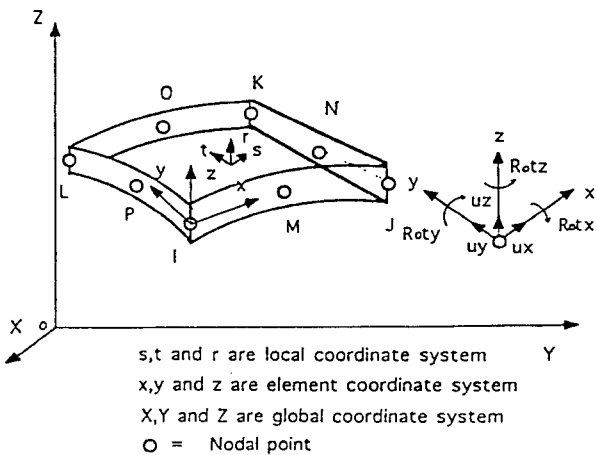 Z
O
K
N
r
t
s
y
z
x
L
P
I
M
J
z
Rotz
y
x
uz
Roty
Rotx
uy
ux
X
o
Y
s,t and r are local coordinate system
x,y and z are element coordinate system
X,Y and Z are global coordinate system
O = Nodal point